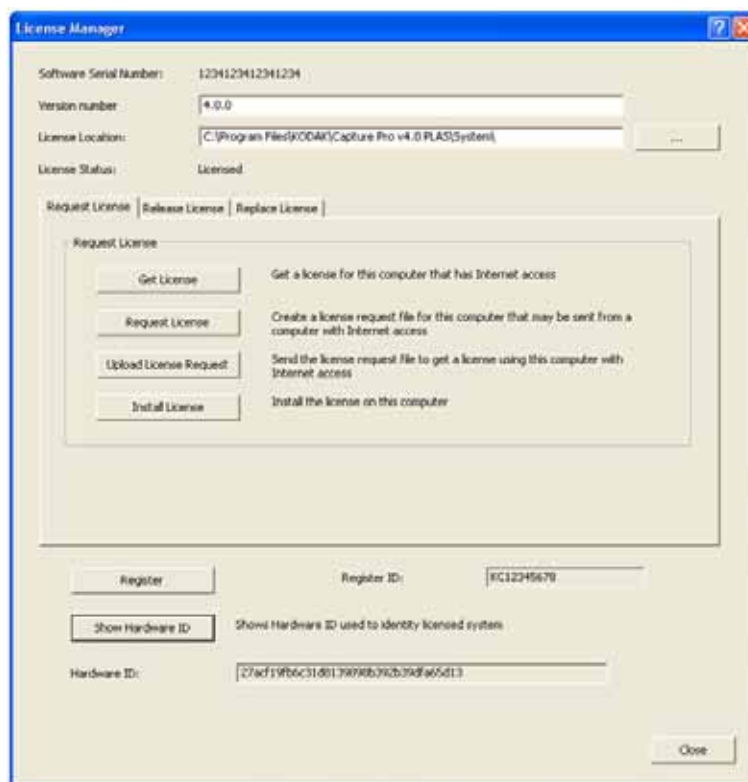 License Manager
Software Serial Number: 1234123412341234
Version number 4.0.0
License Location: C:\Program Files\KODAK\Capture Pro v4.0 PLAS\System\ ...
License Status: Licensed
Request License Release License Replace License
Request License
Get License Get a license for this computer that has Internet access
Request License Create a license request file for this computer that may be sent from a
computer with Internet access
Upload License Request Send the license request file to get a license using this computer with
Internet access
Install License Install the license on this computer
Register Register ID: KC12345678
Show Hardware ID Shows Hardware ID used to identity licensed system
Hardware ID:
Close